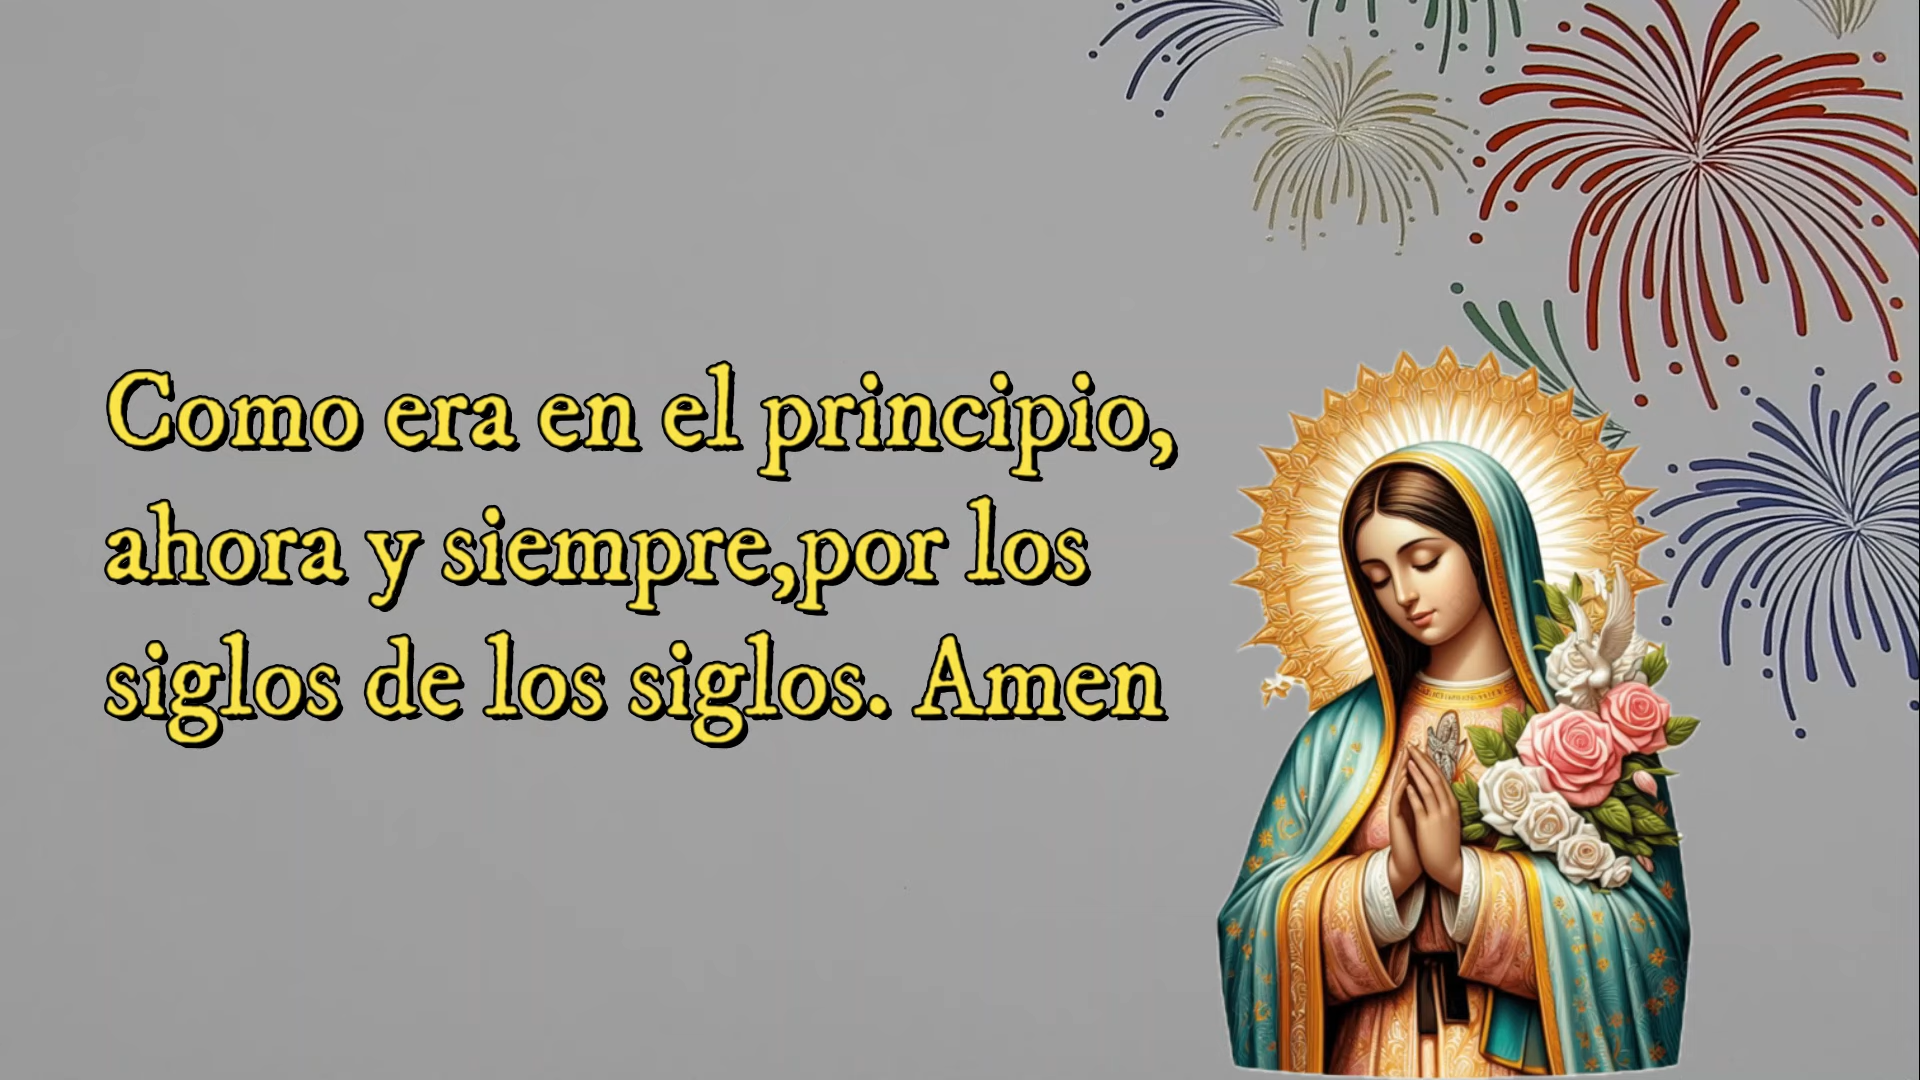 Como era en el principio,
ahora y siempre,por los
siglos de los siglos. Amen